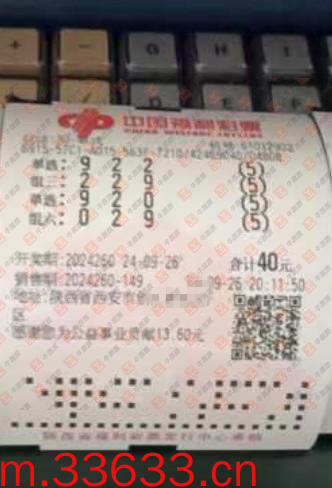 + - G H I
中国福利彩票
CHINA WELFARE LOTTERY
单选: 9 2 2 (5)
组三: 2 2 9 (5)
单选: 9 2 0 (5)
组六: 0 2 9 (5)
开奖期:2024260 24-09-26 合计40元
销售期:2024260-149 09-26 20:11:50
地址:陕西省西安市
区
感谢您为公益事业贡献13.60元
m.33633.cn